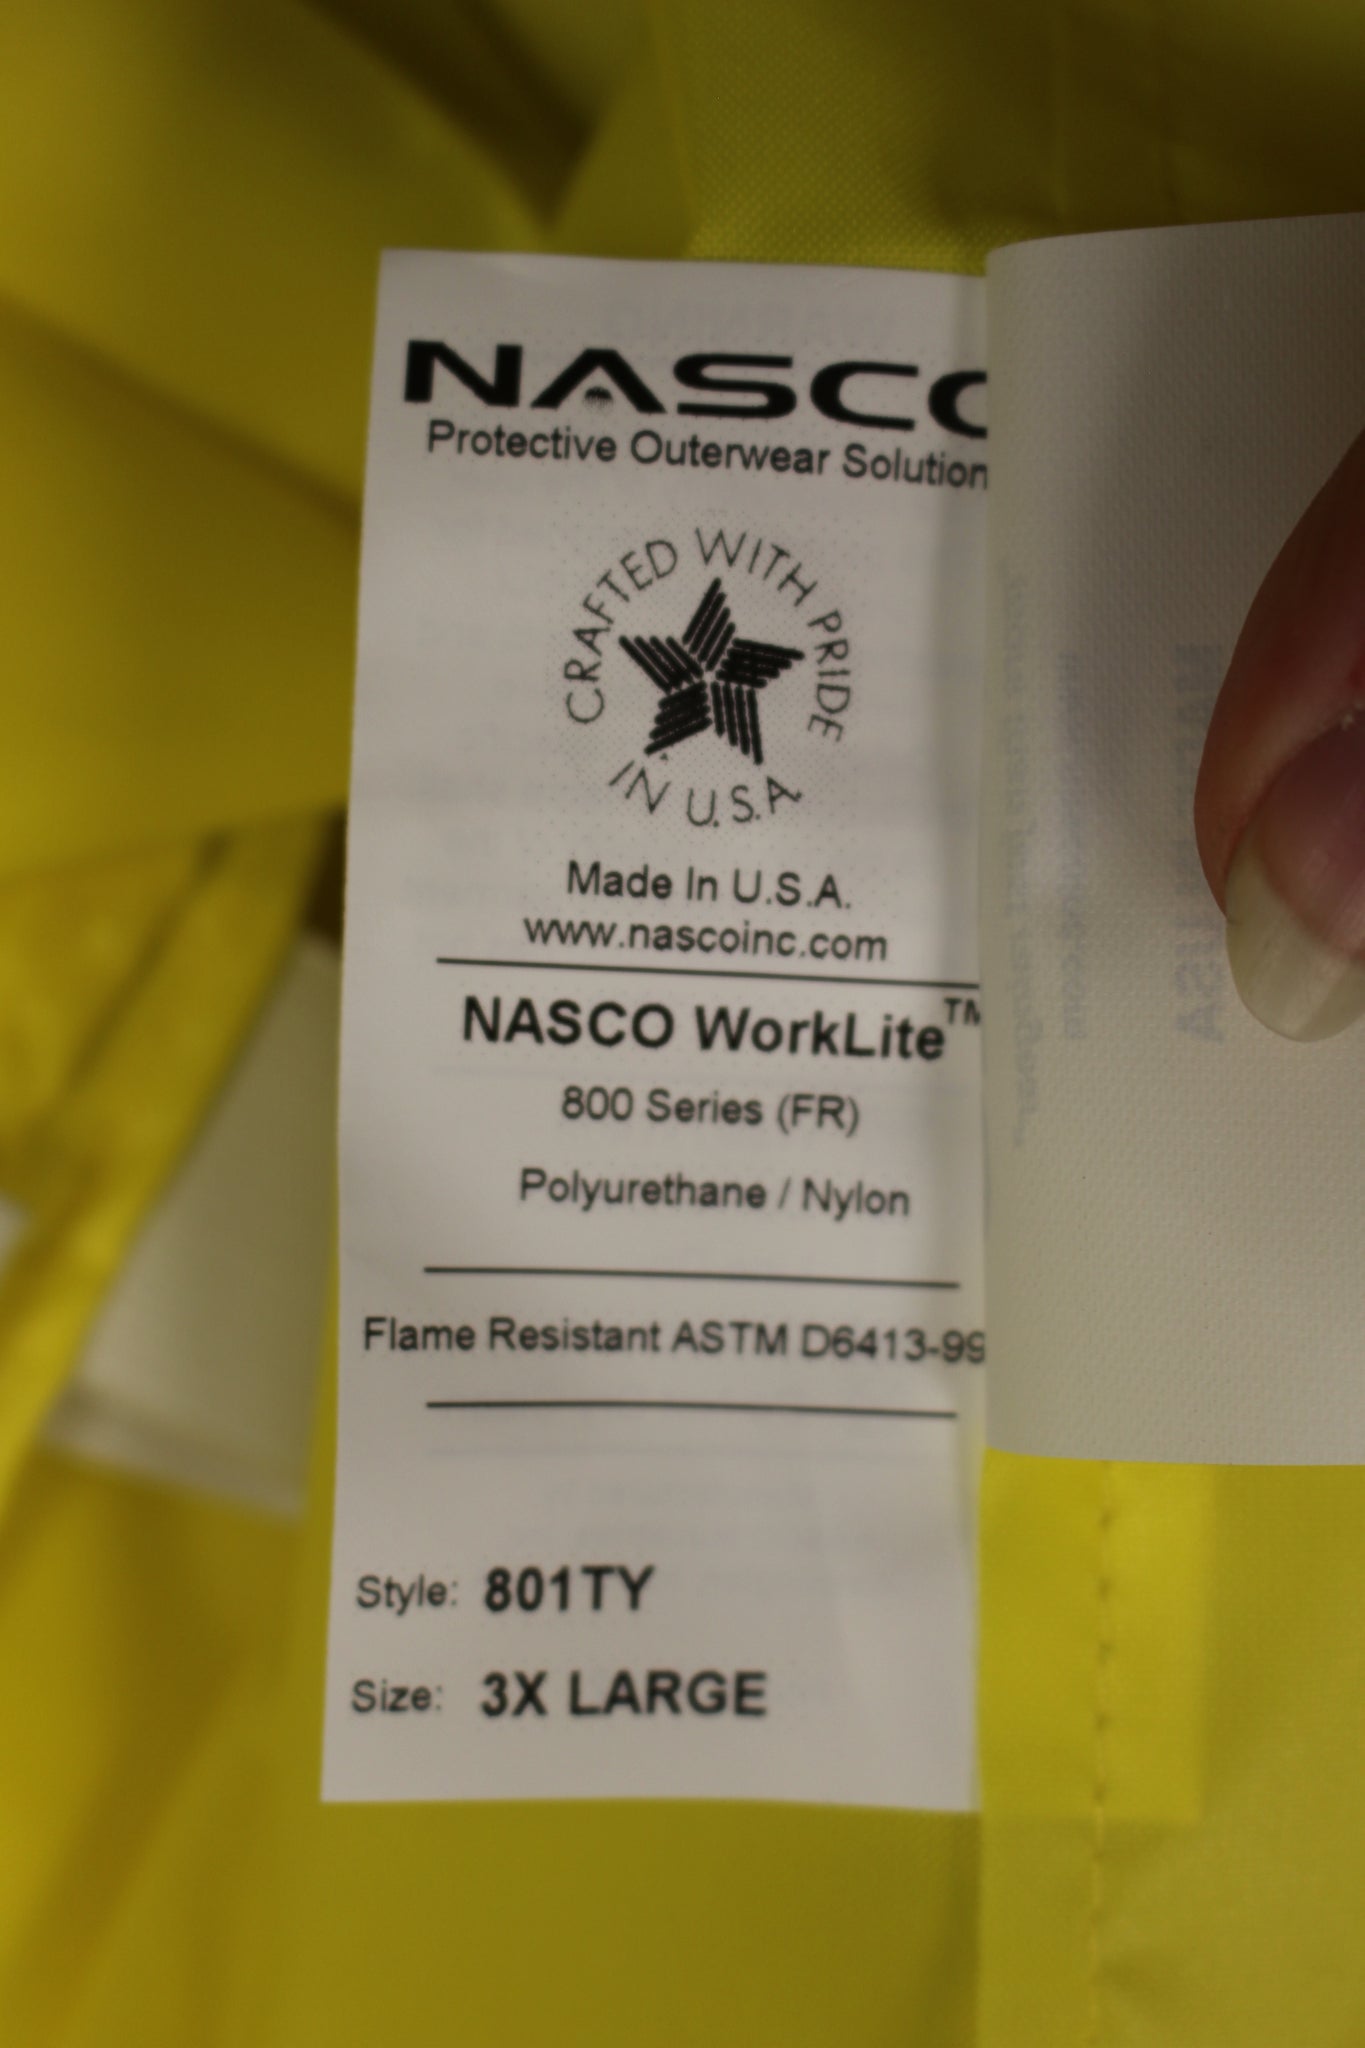 NASCO
Protective Outerwear Solution
CRAFTED WITH PRIDE
IN U.S.A.
Made In U.S.A.
www.nascoinc.com
NASCO WorkLite™
800 Series (FR)
Polyurethane / Nylon
Flame Resistant ASTM D6413-99
Style: 801TY
Size: 3X LARGE